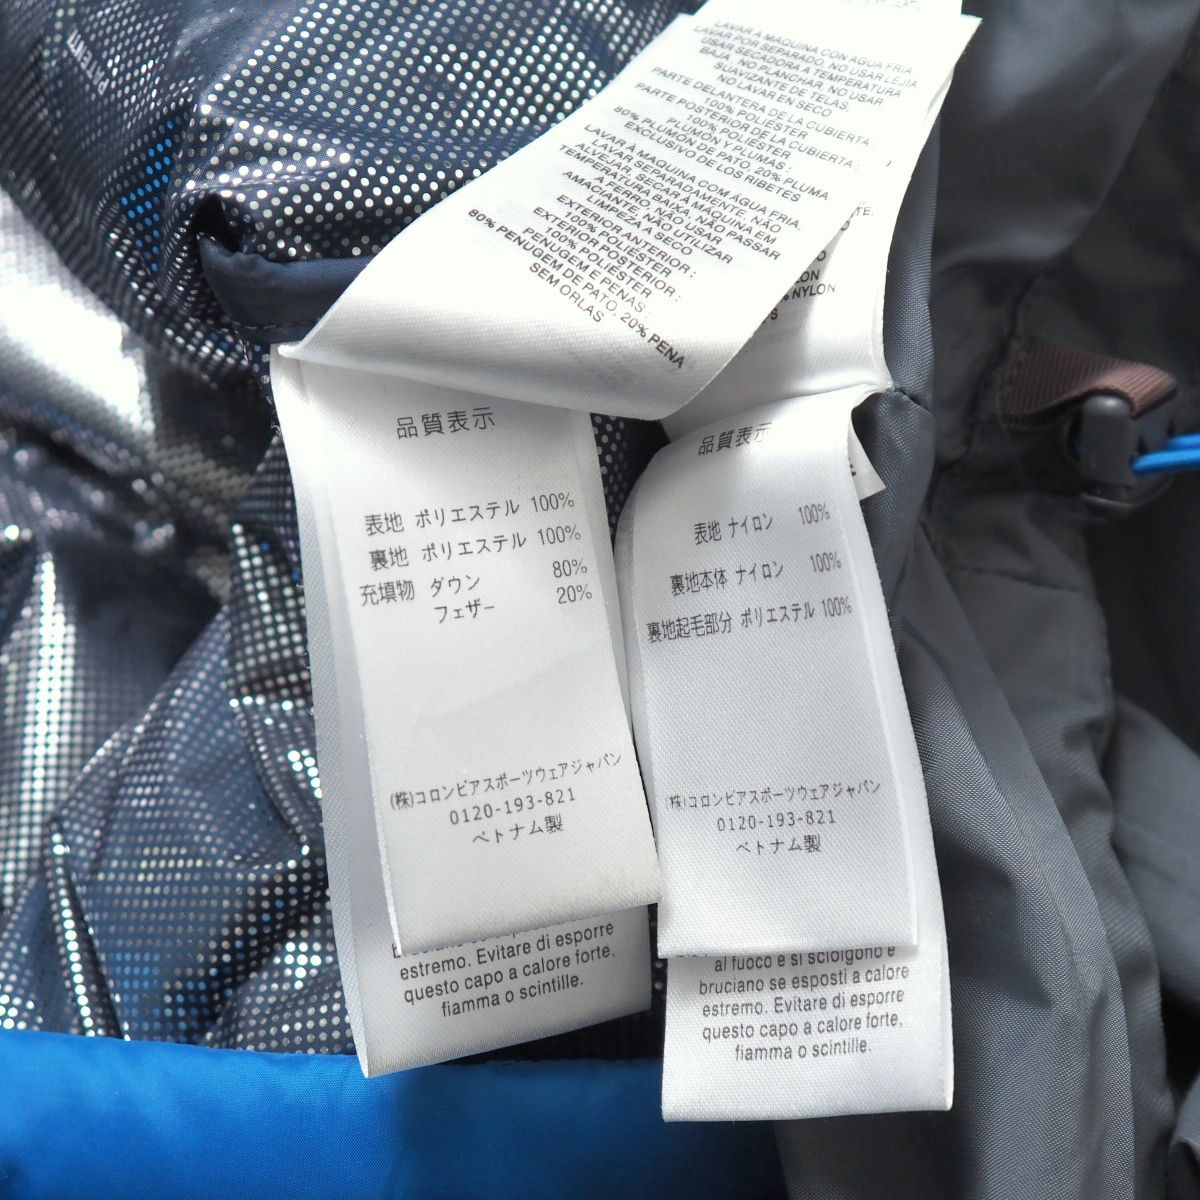 PATENT
LAVAR A MAQUINA CON AGUA FRIA.
LAVAR POR SEPARADO, NO USAR LEJIA.
USAR SECADORA A TEMPERATURA
BAJA, NO PLANCHAR, NO USAR
SUAVIZANTE DE TELAS,
NO LAVAR EN SECO
PARTE DELANTERA DE LA CUBIERTA:
100% POLIÉSTER
PARTE POSTERIOR DE LA CUBIERTA:
100% POLIÉSTER
PLUMÓN Y PLUMAS:
80% PLUMÓN DE PATO, 20% PLUMA
EXCLUSIVO DE LOS RIBETES
LAVAR À MAQUINA COM AGUA FRIA,
LAVAR SEPARADAMENTE, NÃO
ALVEJAR, SECAR À MAQUINA EM
TEMPERATURA BAIXA, NÃO PASSAR
A FERRO, NÃO UTILIZAR
AMACIANTE, NÃO UTILIZAR
LIMPEZA A SECO
EXTERIOR ANTERIOR:
100% POLIÉSTER
EXTERIOR POSTERIOR:
100% POLIÉSTER
PENUGEM E PENAS:
80% PENUGEM DE PATO, 20% PENA
SEM ORLAS
% NYLON
品質表示
表地 ポリエステル 100%
裏地 ポリエステル 100%
充填物 ダウン 80%
フェザー 20%
(株)コロンビアスポーツウェアジャパン
0120-193-821
ベトナム製
estremo. Evitare di esporre
questo capo a calore forte,
fiamma o scintille.
品質表示
表地 ナイロン 100%
裏地本体 ナイロン 100%
裏地起毛部分 ポリエステル 100%
(株)コロンビアスポーツウェアジャパン
0120-193-821
ベトナム製
al fuoco e si sciolgono e
bruciano se esposti a calore
estremo. Evitare di esporre
questo capo a calore forte,
fiamma o scintille.